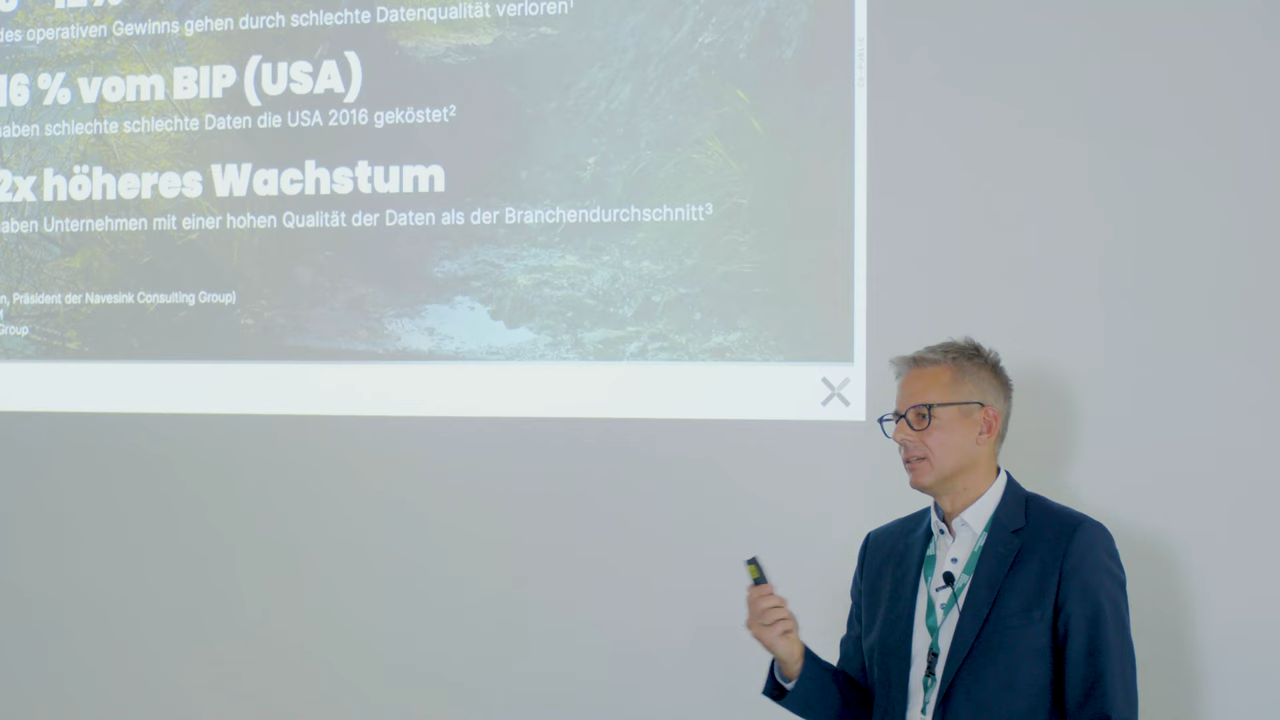 des operativen Gewinns gehen durch schlechte Datenqualität verloren¹
16 % vom BIP (USA)
haben schlechte schlechte Daten die USA 2016 geköstet²
2x höheres Wachstum
haben Unternehmen mit einer hohen Qualität der Daten als der Branchendurchschnitt³
n, Präsident der Navesink Consulting Group)
Group